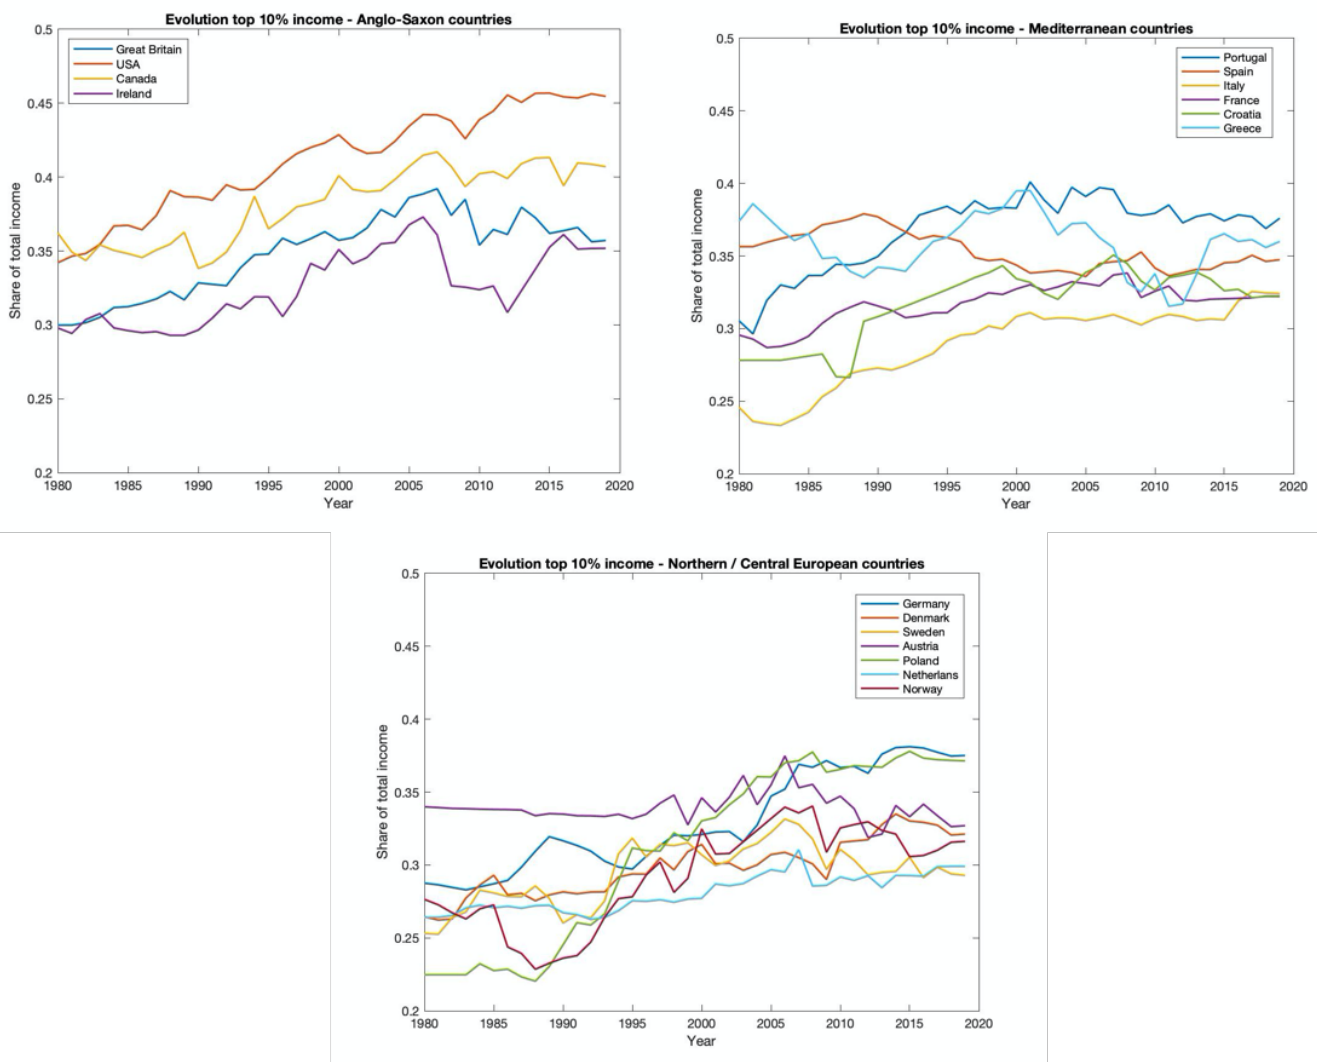 Evolution top 10% income - Anglo-Saxon countries
0.5
0.45
0.4
0.35
0.3
0.25
0.2
Share of total income
Great Britain
USA
Canada
Ireland
1980 1985 1990 1995 2000 2005 2010 2015 2020
Year
Evolution top 10% income - Mediterranean countries
0.5
0.45
0.4
0.35
0.3
0.25
0.2
Share of total income
Portugal
Spain
Italy
France
Croatia
Greece
1980 1985 1990 1995 2000 2005 2010 2015 2020
Year
Evolution top 10% income - Northern / Central European countries
0.5
0.45
0.4
0.35
0.3
0.25
0.2
Share of total income
Germany
Denmark
Sweden
Austria
Poland
Netherlans
Norway
1980 1985 1990 1995 2000 2005 2010 2015 2020
Year